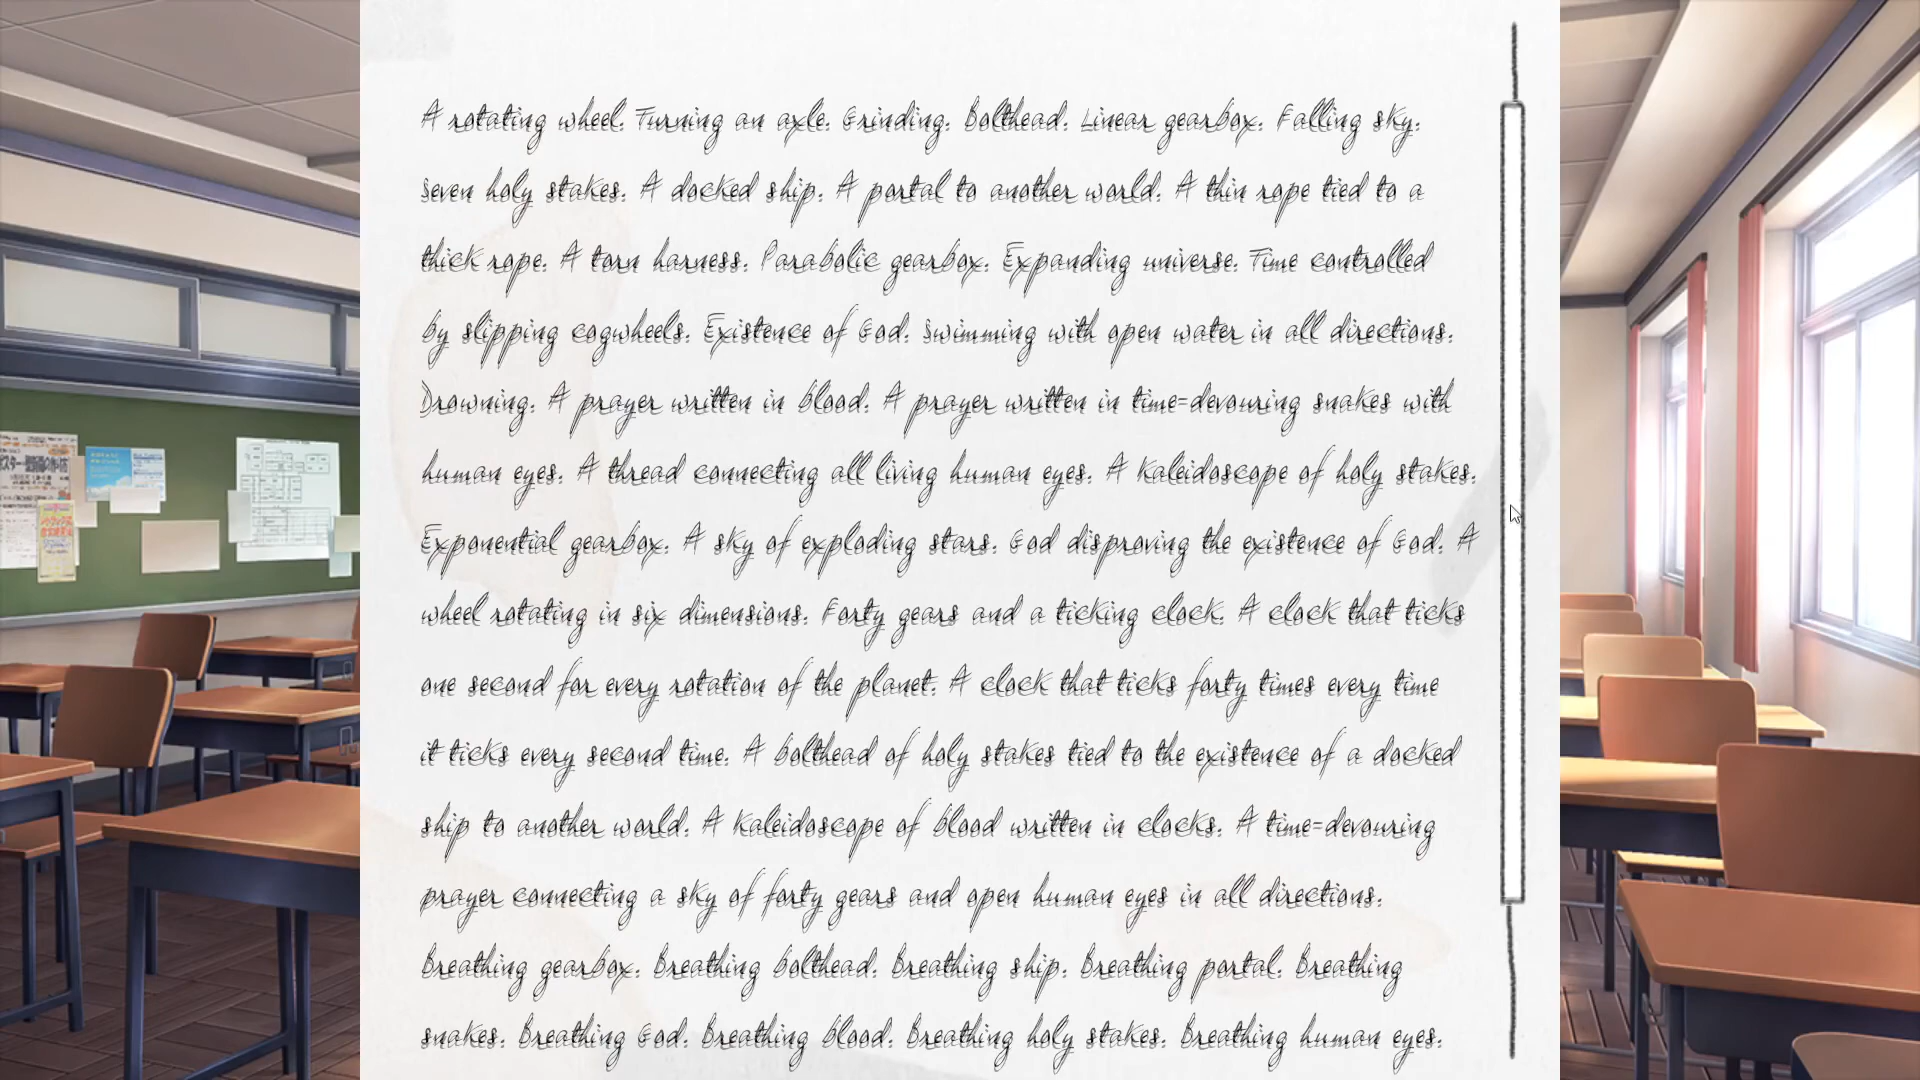 A rotating wheel. Turning an axle. Grinding. Bolthead. Linear gearbox. Falling sky.
Seven holy stakes. A docked ship. A portal to another world. A thin rope tied to a
thick rope. A torn harness. Parabolic gearbox. Expanding universe. Time controlled
by slipping cogwheels. Existence of God. Swimming with open water in all directions.
Drowning. A prayer written in blood. A prayer written in time-devouring snakes with
human eyes. A thread connecting all living human eyes. A kaleidoscope of holy stakes.
Exponential gearbox. A sky of exploding stars. God disproving the existence of God. A
wheel rotating in six dimensions. Forty gears and a ticking clock. A clock that ticks
one second for every rotation of the planet. A clock that ticks forty times every time
it ticks every second time. A bolthead of holy stakes tied to the existence of a docked
ship to another world. A kaleidoscope of blood written in clocks. A time-devouring
prayer connecting a sky of forty gears and open human eyes in all directions.
Breathing gearbox. Breathing bolthead. Breathing ship. Breathing portal. Breathing
snakes. Breathing God. Breathing blood. Breathing holy stakes. Breathing human eyes.